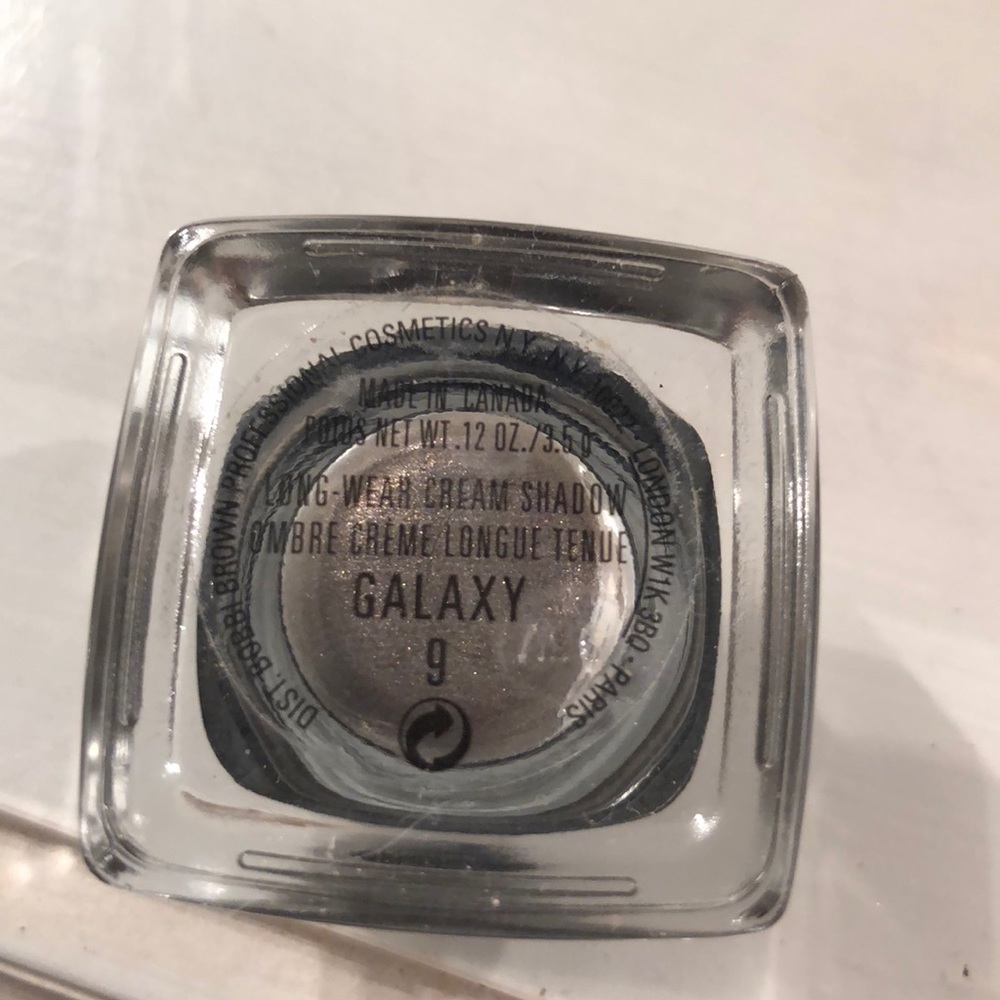 DIST. BOBBI BROWN PROFESSIONAL COSMETICS N.Y., N.Y. 10022 • LONDON W1K 3BQ • PARIS
MADE IN CANADA
POIDS NET WT .12 OZ./3.5 g
LONG-WEAR CREAM SHADOW
OMBRE CRÈME LONGUE TENUE
GALAXY
9